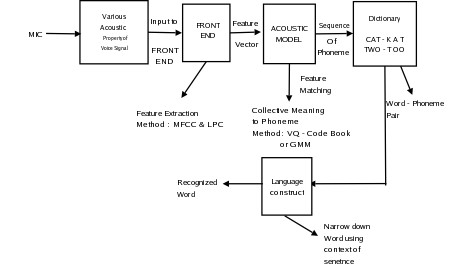 MIC
Various
Acoustic
Property of
Voice Signal
Input to
FRONT
END
FRONT
END
Feature
Vector
ACOUSTIC
MODEL
Sequence
Of
Phoneme
Dictionary
CAT - K A T
TWO - T OO
Feature Extraction
Method : MFCC & LPC
Feature
Matching
Collective Meaning
to Phoneme
Method: VQ - Code Book
or GMM
Word - Phoneme
Pair
Recognized
Word
Language
construct
Narrow down
Word using
context of
senetnce